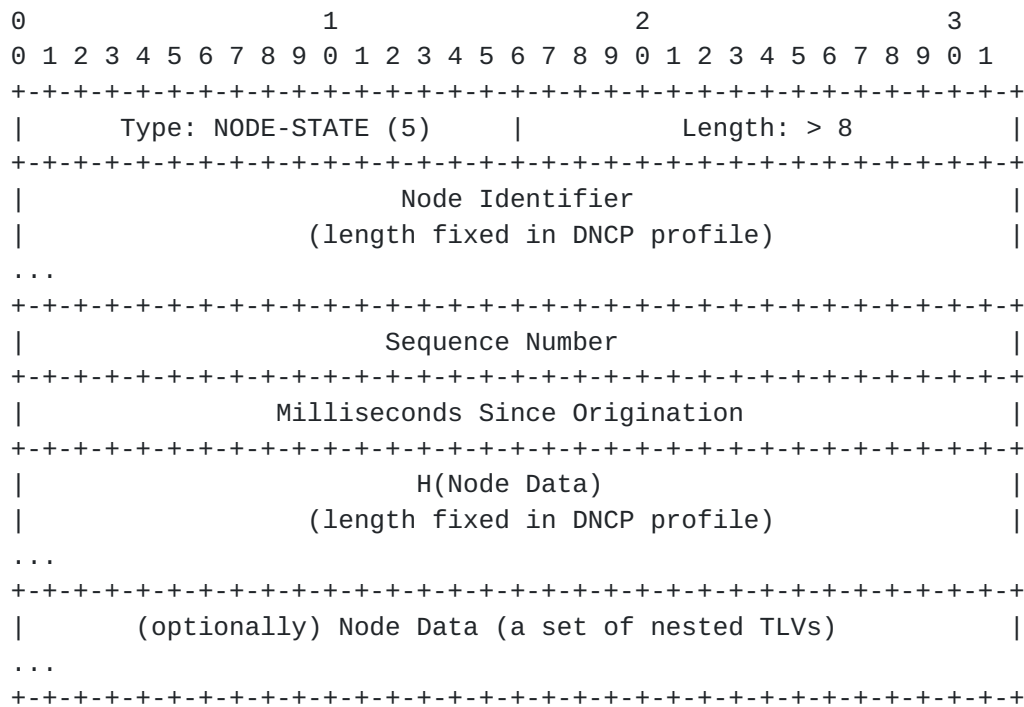 0                   1                   2                   3
0 1 2 3 4 5 6 7 8 9 0 1 2 3 4 5 6 7 8 9 0 1 2 3 4 5 6 7 8 9 0 1
+-+-+-+-+-+-+-+-+-+-+-+-+-+-+-+-+-+-+-+-+-+-+-+-+-+-+-+-+-+-+-+-+
|      Type: NODE-STATE (5)     |          Length: > 8          |
+-+-+-+-+-+-+-+-+-+-+-+-+-+-+-+-+-+-+-+-+-+-+-+-+-+-+-+-+-+-+-+-+
|                        Node Identifier                        |
|                  (length fixed in DNCP profile)               |
...
+-+-+-+-+-+-+-+-+-+-+-+-+-+-+-+-+-+-+-+-+-+-+-+-+-+-+-+-+-+-+-+-+
|                       Sequence Number                         |
+-+-+-+-+-+-+-+-+-+-+-+-+-+-+-+-+-+-+-+-+-+-+-+-+-+-+-+-+-+-+-+-+
|                Milliseconds Since Origination                 |
+-+-+-+-+-+-+-+-+-+-+-+-+-+-+-+-+-+-+-+-+-+-+-+-+-+-+-+-+-+-+-+-+
|                         H(Node Data)                          |
|                  (length fixed in DNCP profile)               |
...
+-+-+-+-+-+-+-+-+-+-+-+-+-+-+-+-+-+-+-+-+-+-+-+-+-+-+-+-+-+-+-+-+
|       (optionally) Node Data (a set of nested TLVs)           |
...
+-+-+-+-+-+-+-+-+-+-+-+-+-+-+-+-+-+-+-+-+-+-+-+-+-+-+-+-+-+-+-+-+